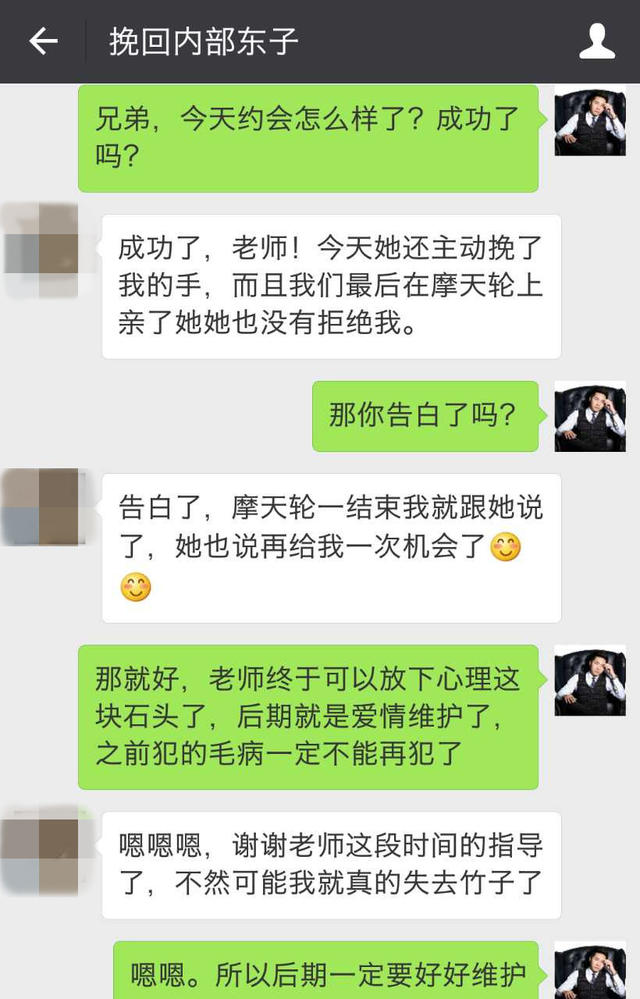 挽回内部东子
兄弟，今天约会怎么样了？成功了
吗？
成功了，老师！今天她还主动挽了
我的手，而且我们最后在摩天轮上
亲了她她也没有拒绝我。
那你告白了吗？
告白了，摩天轮一结束我就跟她说
了，她也说再给我一次机会了😊
😊
那就好，老师终于可以放下心理这
块石头了，后期就是爱情维护了，
之前犯的毛病一定不能再犯了
嗯嗯嗯，谢谢老师这段时间的指导
了，不然可能我就真的失去竹子了
嗯嗯。所以后期一定要好好维护